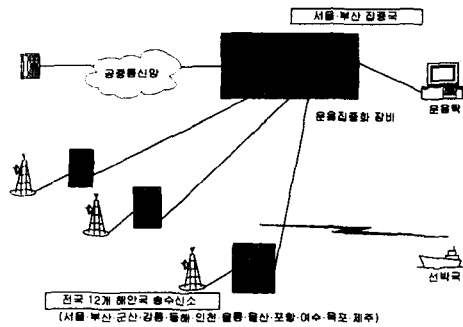 서울·부산 집중국
공중통신망
운용탁
운용집중화 장비
선박국
전국 12개 해안국 송수신소
(서울·부산·군산·강릉·동해·인천·울릉·울산·포항·여수·목포·제주)